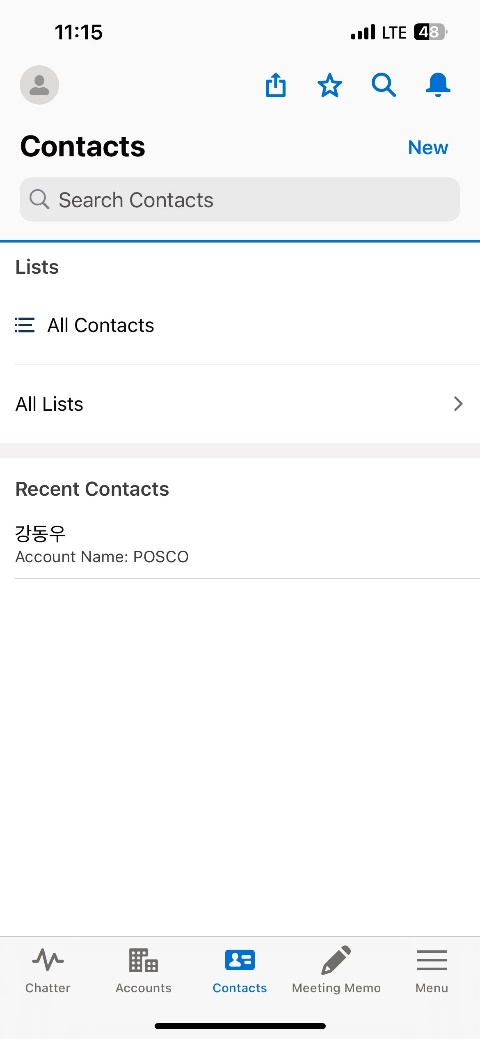 11:15
LTE 48
Contacts
New
Search Contacts
Lists
All Contacts
All Lists
Recent Contacts
강동우
Account Name: POSCO
Chatter
Accounts
Contacts
Meeting Memo
Menu